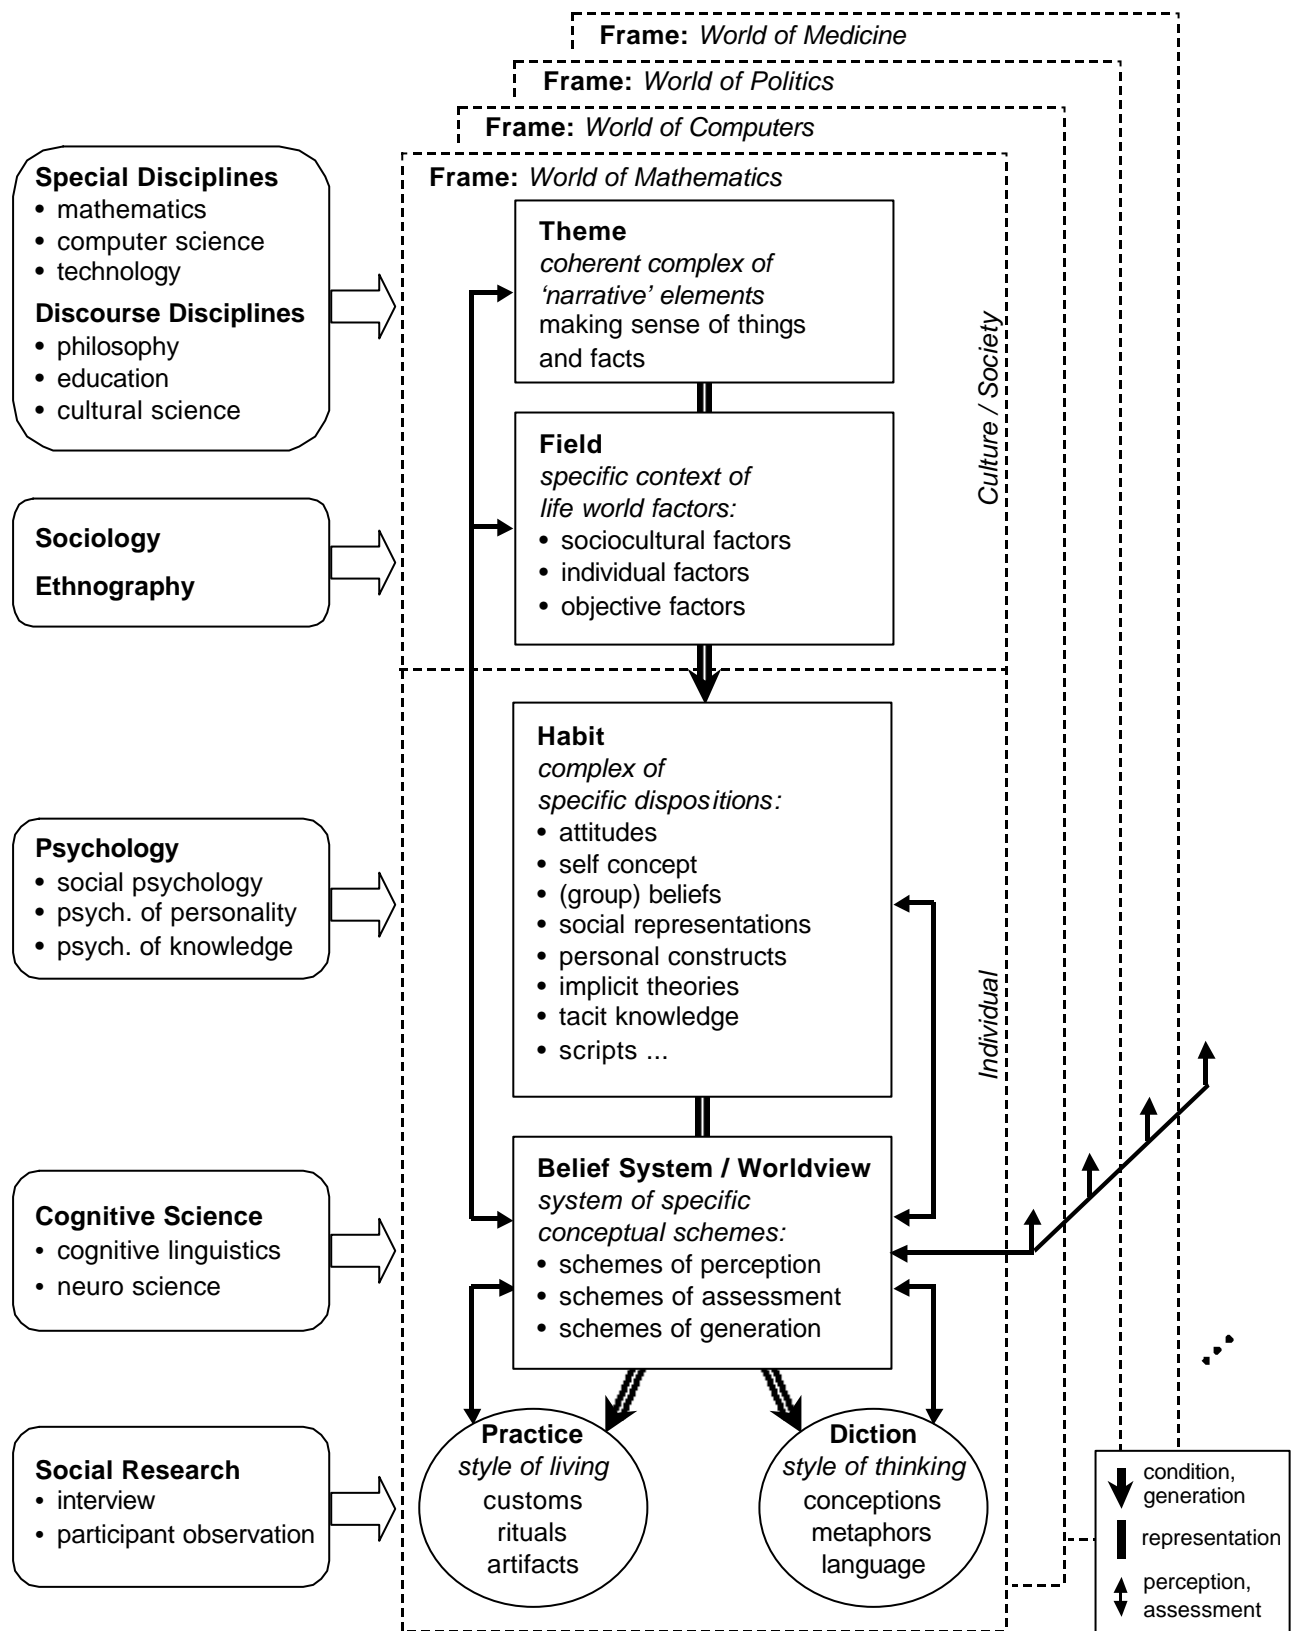 Frame: World of Medicine
Frame: World of Politics
Frame: World of Computers
Frame: World of Mathematics
Special Disciplines
• mathematics
• computer science
• technology
Discourse Disciplines
• philosophy
• education
• cultural science
Sociology
Ethnography
Psychology
• social psychology
• psych. of personality
• psych. of knowledge
Cognitive Science
• cognitive linguistics
• neuro science
Social Research
• interview
• participant observation
Theme
coherent complex of
‘narrative’ elements
making sense of things
and facts
Field
specific context of
life world factors:
• sociocultural factors
• individual factors
• objective factors
Culture / Society
Habit
complex of
specific dispositions:
• attitudes
• self concept
• (group) beliefs
• social representations
• personal constructs
• implicit theories
• tacit knowledge
• scripts ...
Individual
Belief System / Worldview
system of specific
conceptual schemes:
• schemes of perception
• schemes of assessment
• schemes of generation
Practice
style of living
customs
rituals
artifacts
Diction
style of thinking
conceptions
metaphors
language
condition,
generation
representation
perception,
assessment